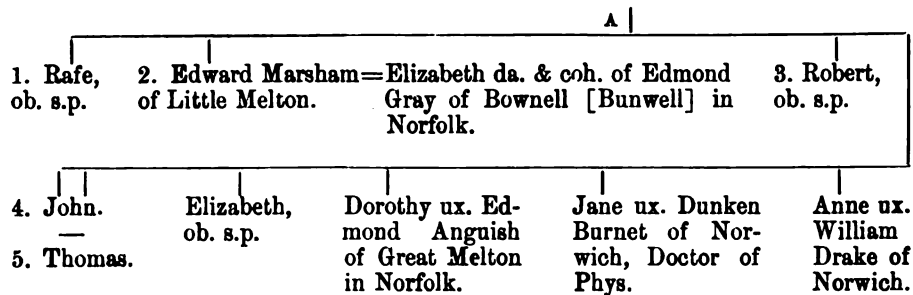 A
1. Rafe,
ob. s.p.
2. Edward Marsham=Elizabeth da. & coh. of Edmond
of Little Melton.
Gray of Bownell [Bunwell] in
Norfolk.
3. Robert,
ob. s.p.
4. John.
—
5. Thomas.
Elizabeth,
ob. s.p.
Dorothy ux. Ed-
mond Anguish
of Great Melton
in Norfolk.
Jane ux. Dunken
Burnet of Nor-
wich, Doctor of
Phys.
Anne ux.
William
Drake of
Norwich.